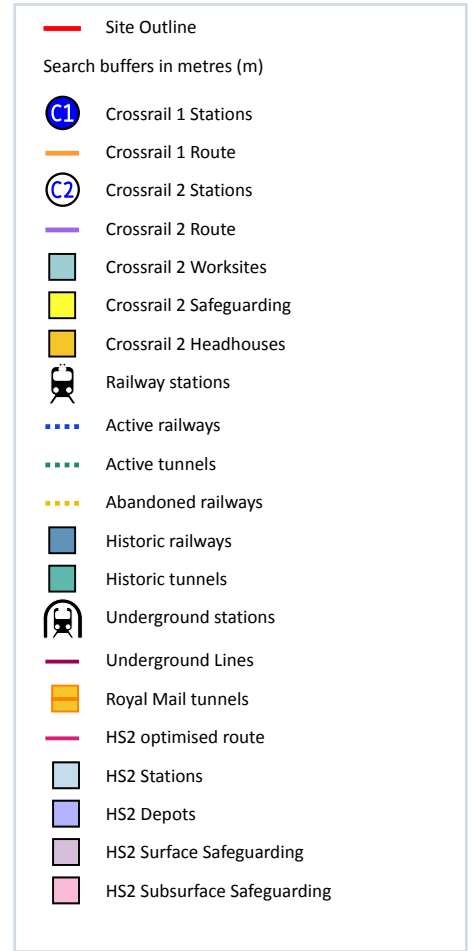 Site Outline
Search buffers in metres (m)
C1 Crossrail 1 Stations
Crossrail 1 Route
C2 Crossrail 2 Stations
Crossrail 2 Route
Crossrail 2 Worksites
Crossrail 2 Safeguarding
Crossrail 2 Headhouses
Railway stations
Active railways
Active tunnels
Abandoned railways
Historic railways
Historic tunnels
Underground stations
Underground Lines
Royal Mail tunnels
HS2 optimised route
HS2 Stations
HS2 Depots
HS2 Surface Safeguarding
HS2 Subsurface Safeguarding